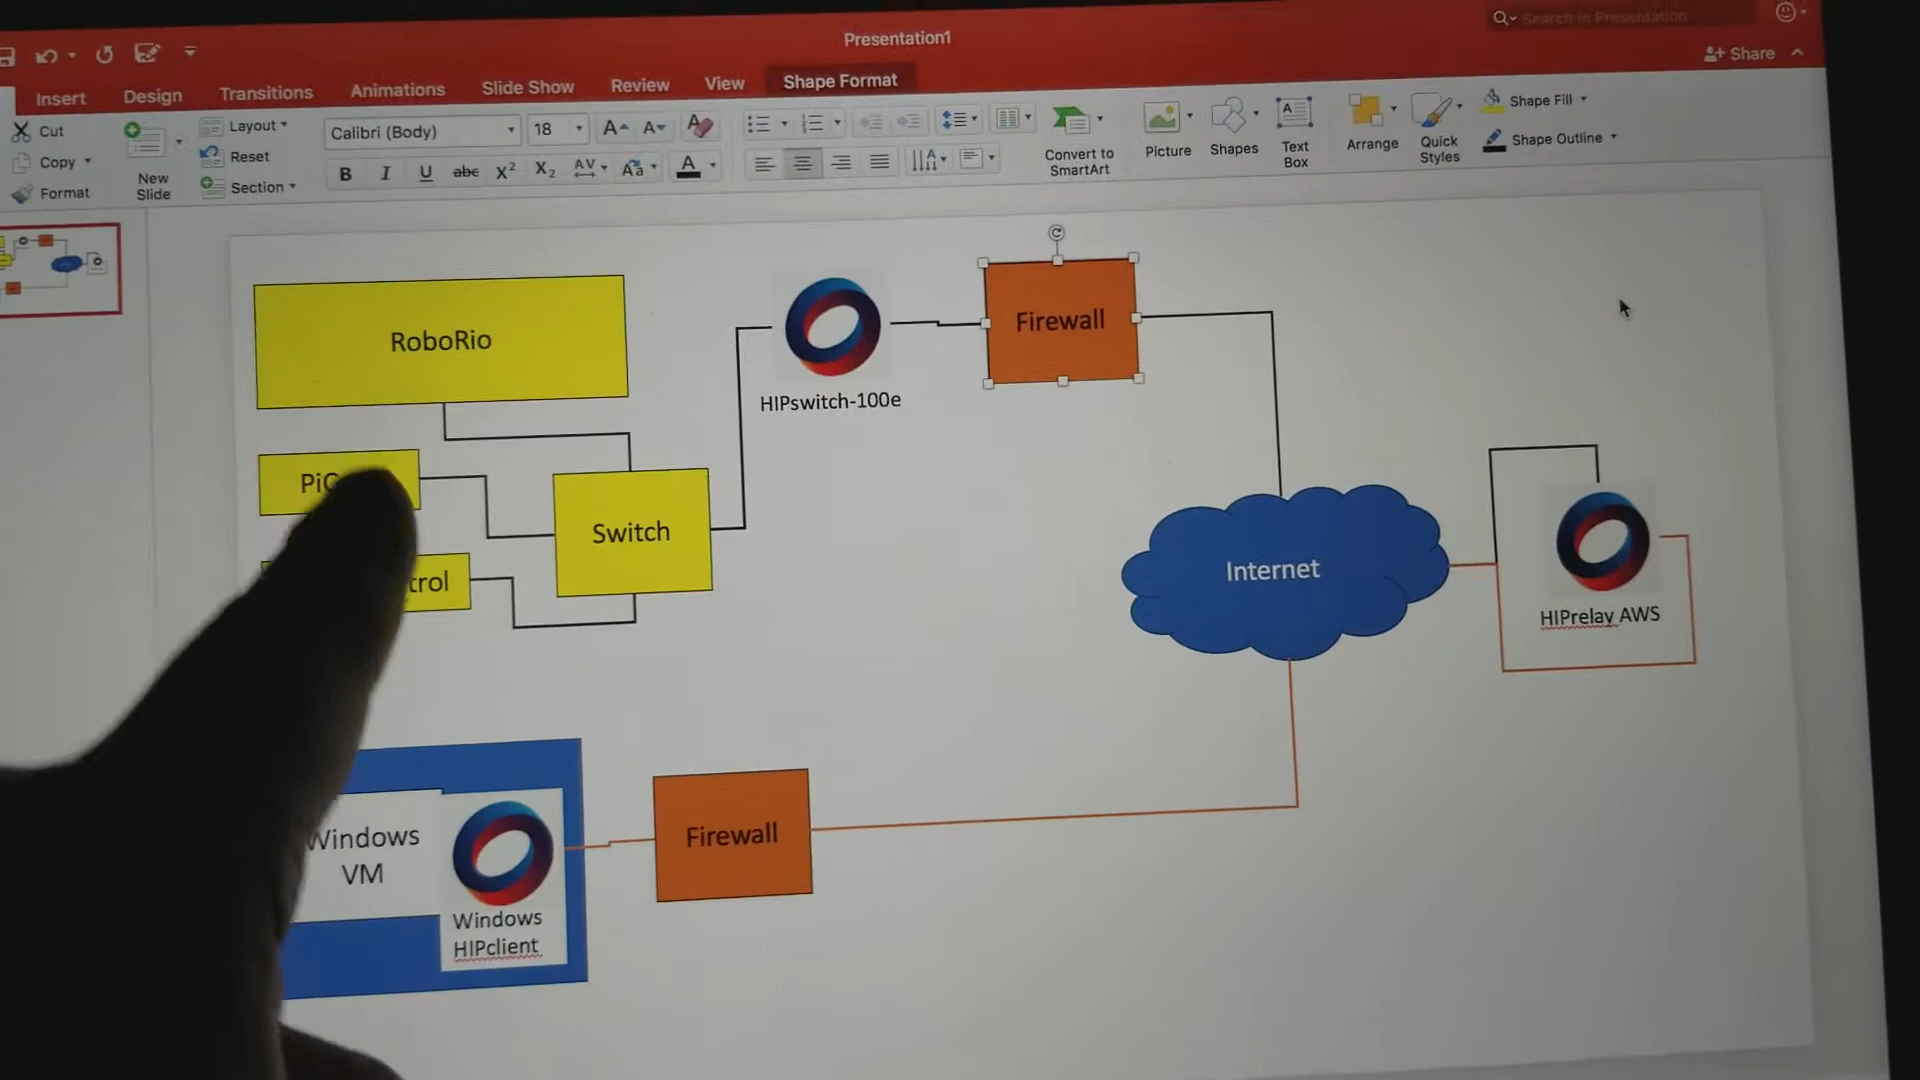 Presentation1
Search in Presentation
Share
Insert
Design
Transitions
Animations
Slide Show
Review
View
Shape Format
Cut
Copy
Format
New
Slide
Layout
Reset
Section
Calibri (Body)
18
B
I
U
abc
X²
X₂
AV
Aa
A
Convert to
SmartArt
Picture
Shapes
Text
Box
Arrange
Quick
Styles
Shape Fill
Shape Outline
RoboRio
HIPswitch-100e
Firewall
Switch
Internet
HIPrelay AWS
Windows
VM
Windows
HIPclient
Firewall